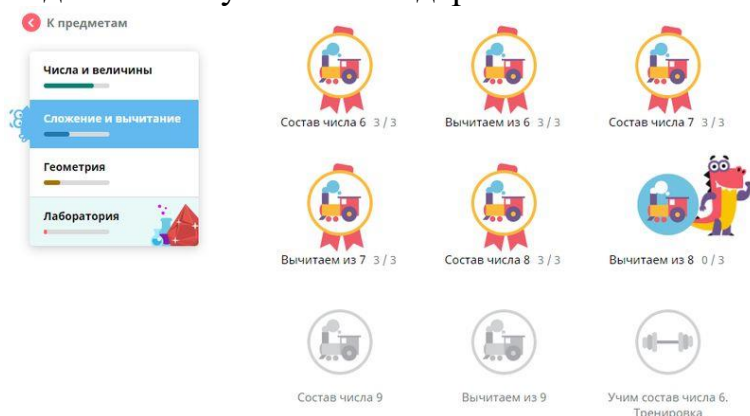 К предметам
Числа и величины
Сложение и вычитание
Геометрия
Лаборатория
Состав числа 6 3 / 3
Вычитаем из 6 3 / 3
Состав числа 7 3 / 3
Вычитаем из 7 3 / 3
Состав числа 8 3 / 3
Вычитаем из 8 0 / 3
Состав числа 9
Вычитаем из 9
Учим состав числа 6.
Тренировка